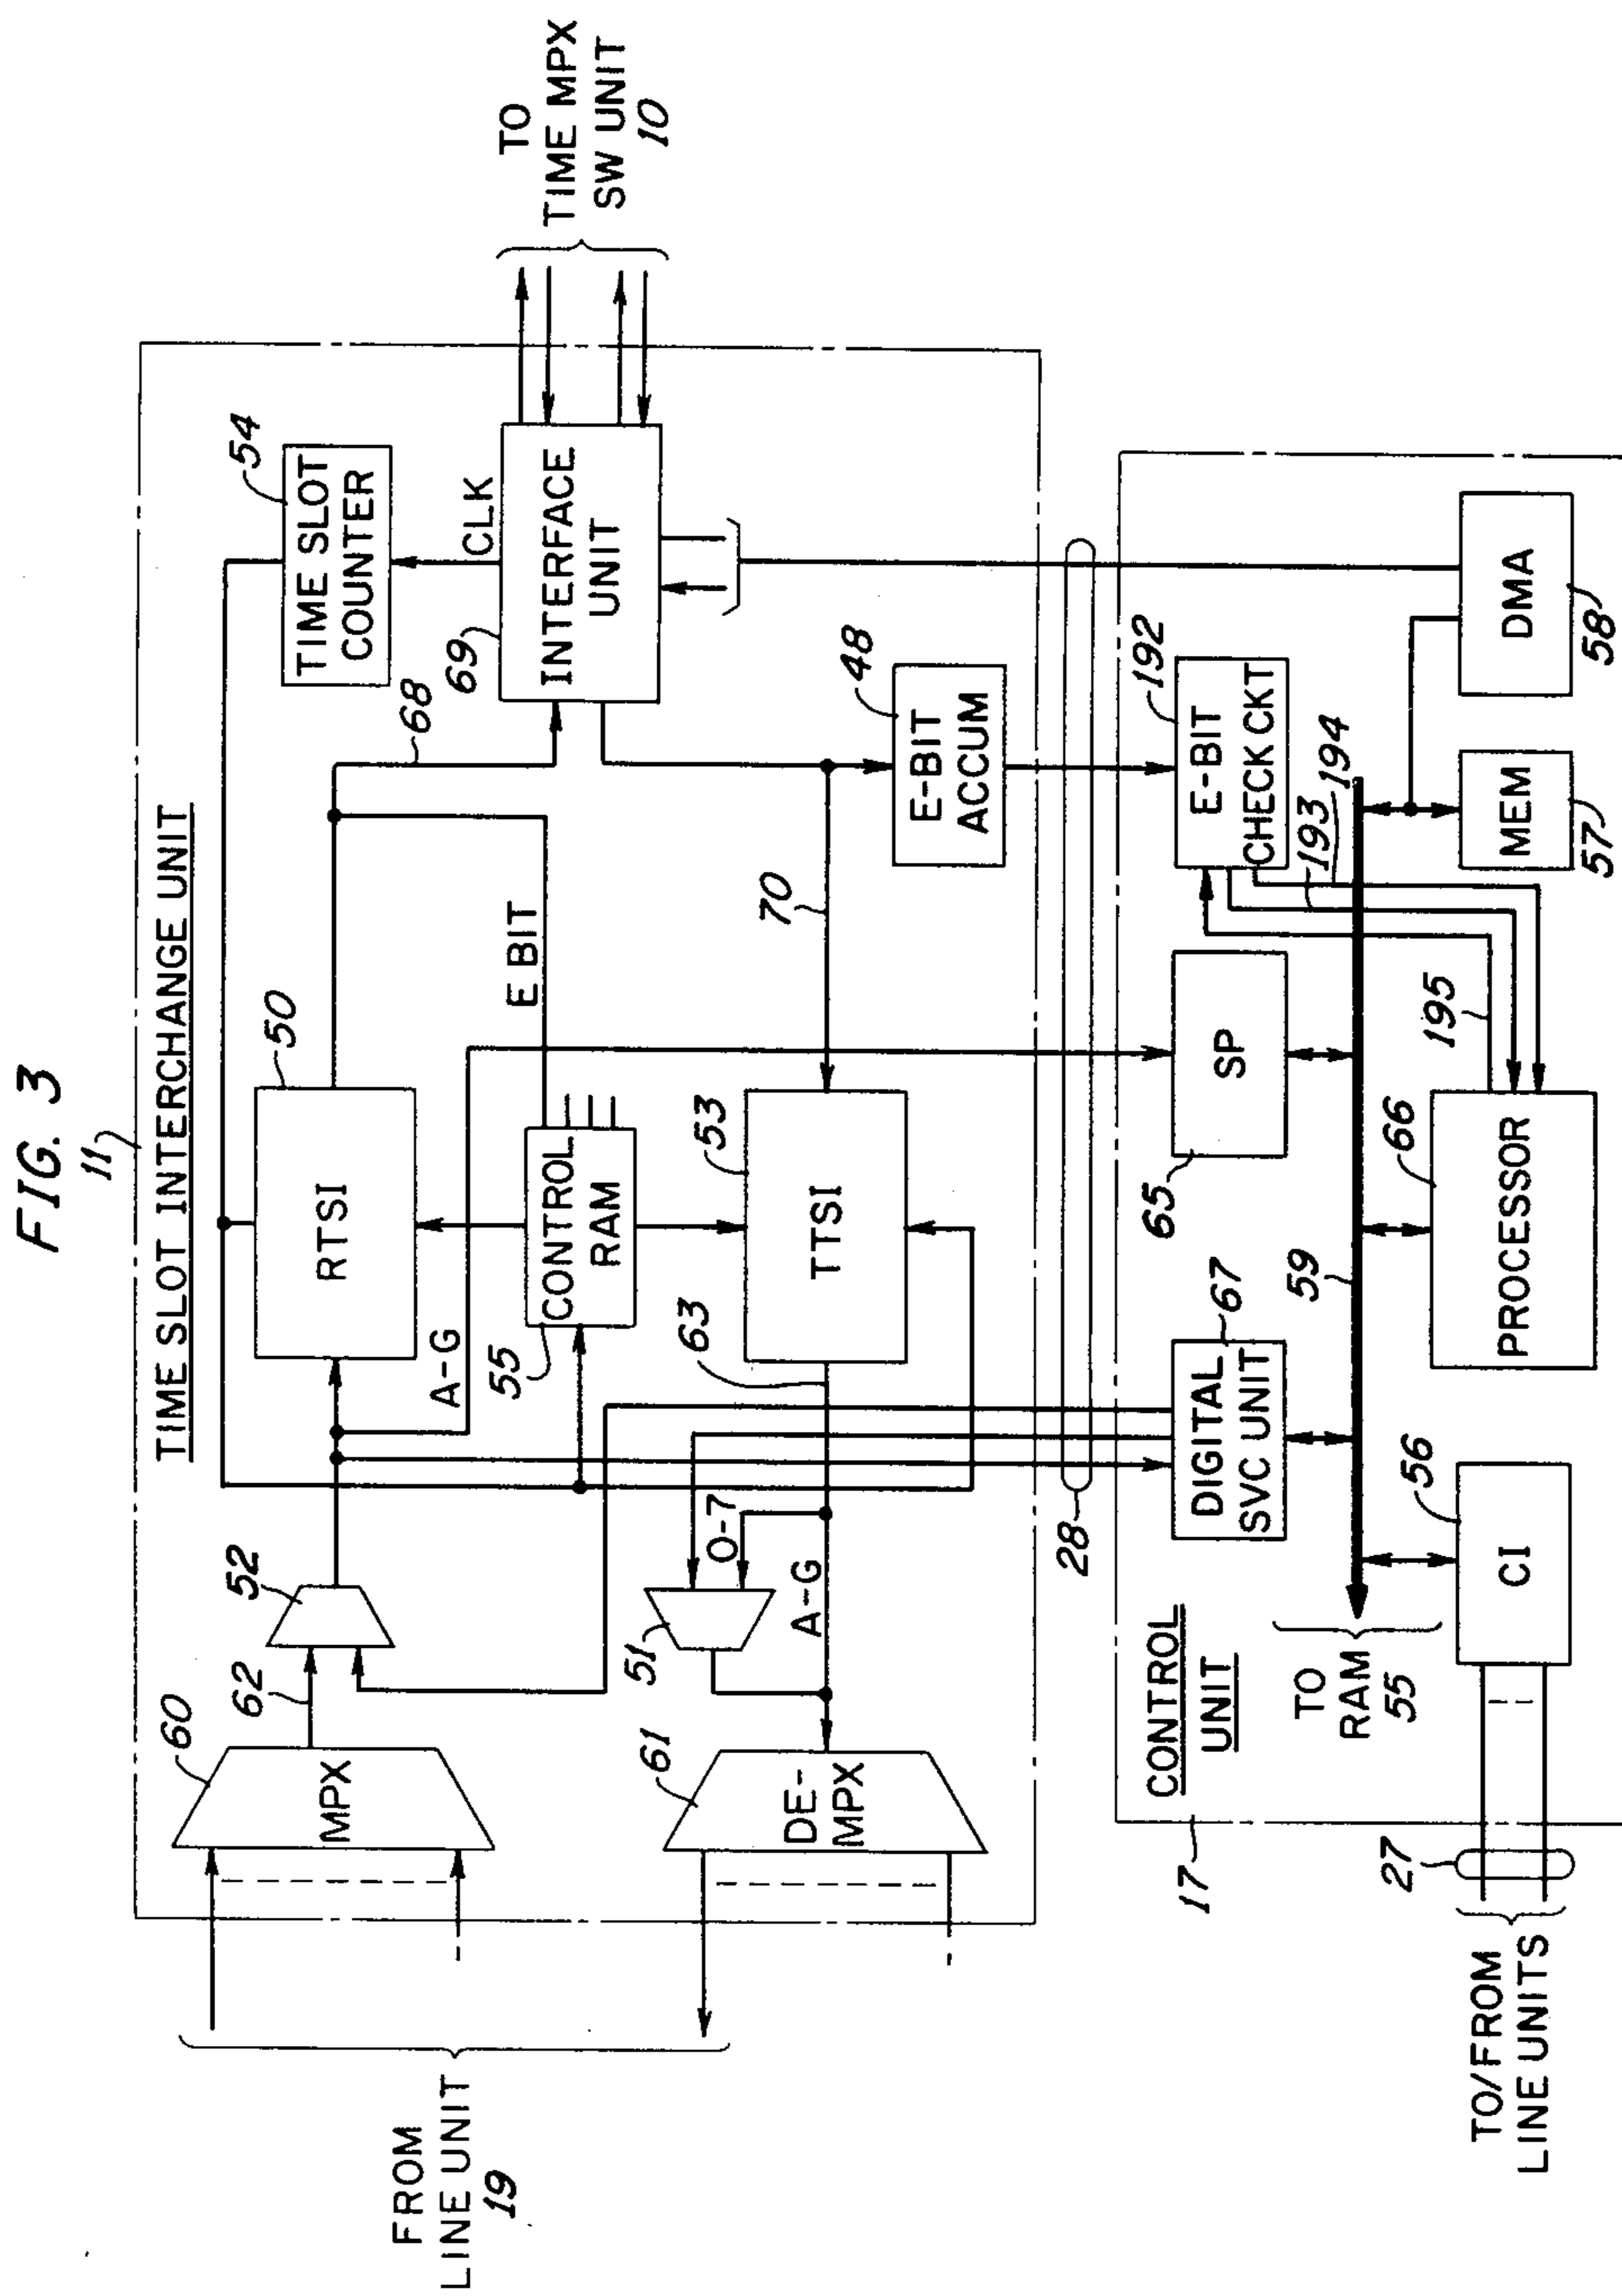 FIG. 3
11
TIME SLOT INTERCHANGE UNIT
FROM
LINE UNIT
19
60
MPX
62
52
A-G
RTSI
50
68
TIME SLOT
COUNTER
54
CLK
69
INTERFACE
UNIT
TO
TIME MPX
SW UNIT
10
E BIT
55
CONTROL
RAM
61
DE-
MPX
51
0-7
A-G
63
TTSI
53
70
E-BIT
ACCUM
48
28
17
CONTROL
UNIT
DIGITAL
SVC UNIT
67
65
SP
E-BIT
CHECK CKT
192
193
194
TO
RAM
55
59
195
27
TO/FROM
LINE UNITS
CI
56
PROCESSOR
66
MEM
57
DMA
58